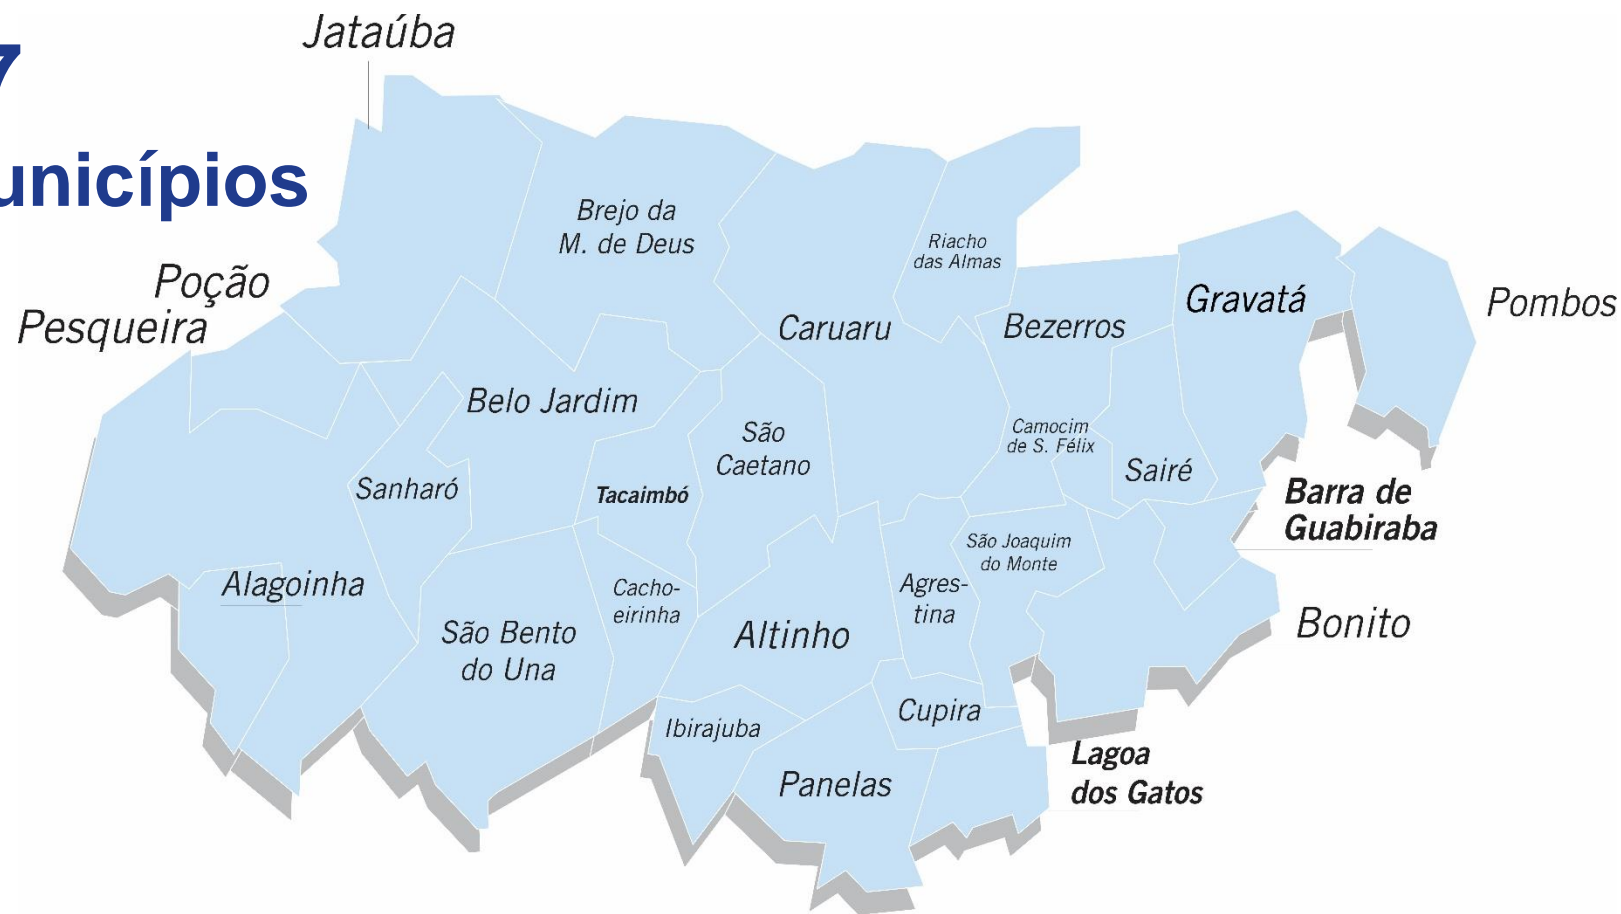 Jataúba
7
unicípios
Brejo da
M. de Deus
Riacho
das Almas
Poção
Pesqueira
Caruaru
Bezerros
Gravatá
Pombos
Belo Jardim
São
Caetano
Camocim
de S. Félix
Sairé
Sanharó
Tacaimbó
Barra de
Guabiraba
São Joaquim
do Monte
Alagoinha
Cacho-
eirinha
Agres-
tina
São Bento
do Una
Altinho
Bonito
Ibirajuba
Cupira
Panelas
Lagoa
dos Gatos